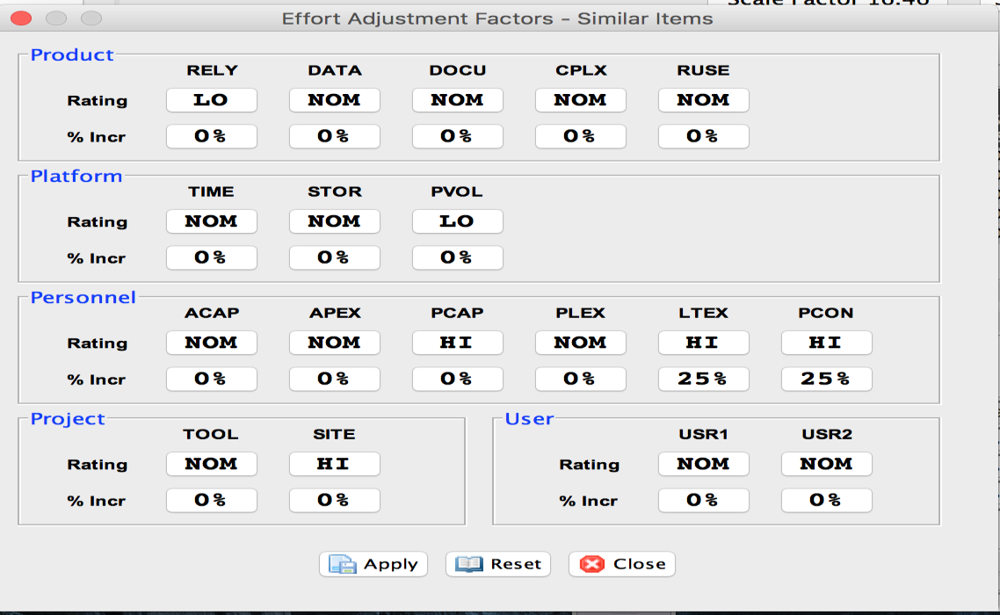 Scale Factor 18.48
Effort Adjustment Factors - Similar Items
Product
RELY DATA DOCU CPLX RUSE
Rating LO NOM NOM NOM NOM
% Incr 0% 0% 0% 0% 0%
Platform
TIME STOR PVOL
Rating NOM NOM LO
% Incr 0% 0% 0%
Personnel
ACAP APEX PCAP PLEX LTEX PCON
Rating NOM NOM HI NOM HI HI
% Incr 0% 0% 0% 0% 25% 25%
Project
TOOL SITE
Rating NOM HI
% Incr 0% 0%
User
USR1 USR2
Rating NOM NOM
% Incr 0% 0%
Apply Reset Close